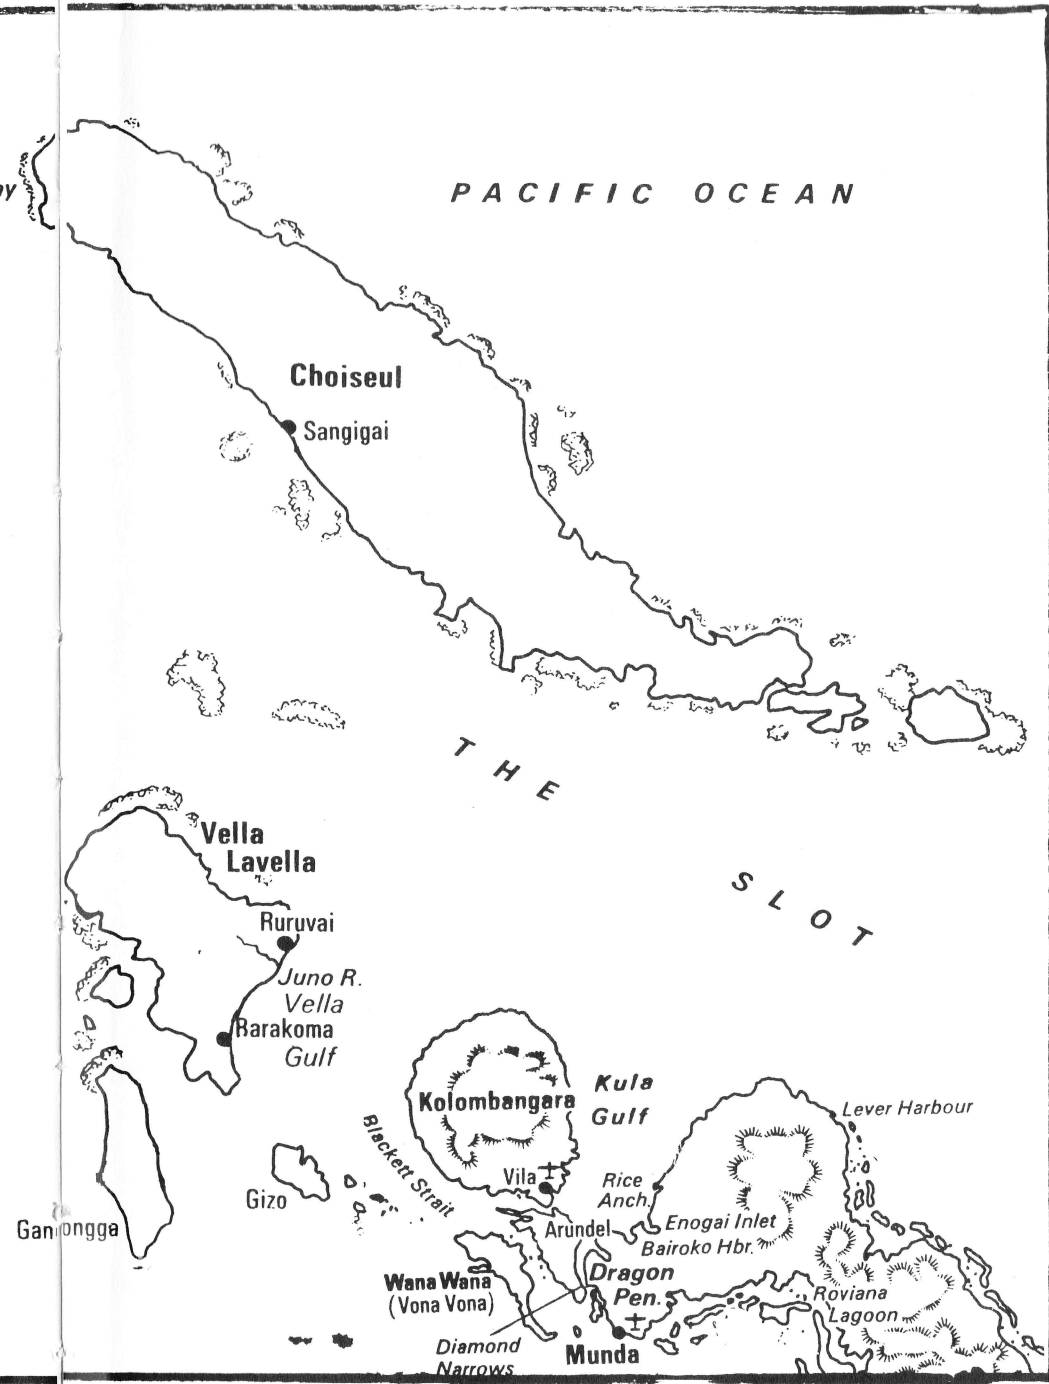 PACIFIC OCEAN
Choiseul
Sangigai
THE
SLOT
Vella
Lavella
Ruruvai
Juno R.
Vella
Barakoma
Gulf
Kolombangara
Kula
Gulf
Lever Harbour
Blackett Strait
Vila
Rice
Anch.
Gizo
Ganongga
Arundel
Enogai Inlet
Bairoko Hbr.
Wana Wana
(Vona Vona)
Dragon
Pen.
Roviana
Lagoon
Diamond
Narrows
Munda